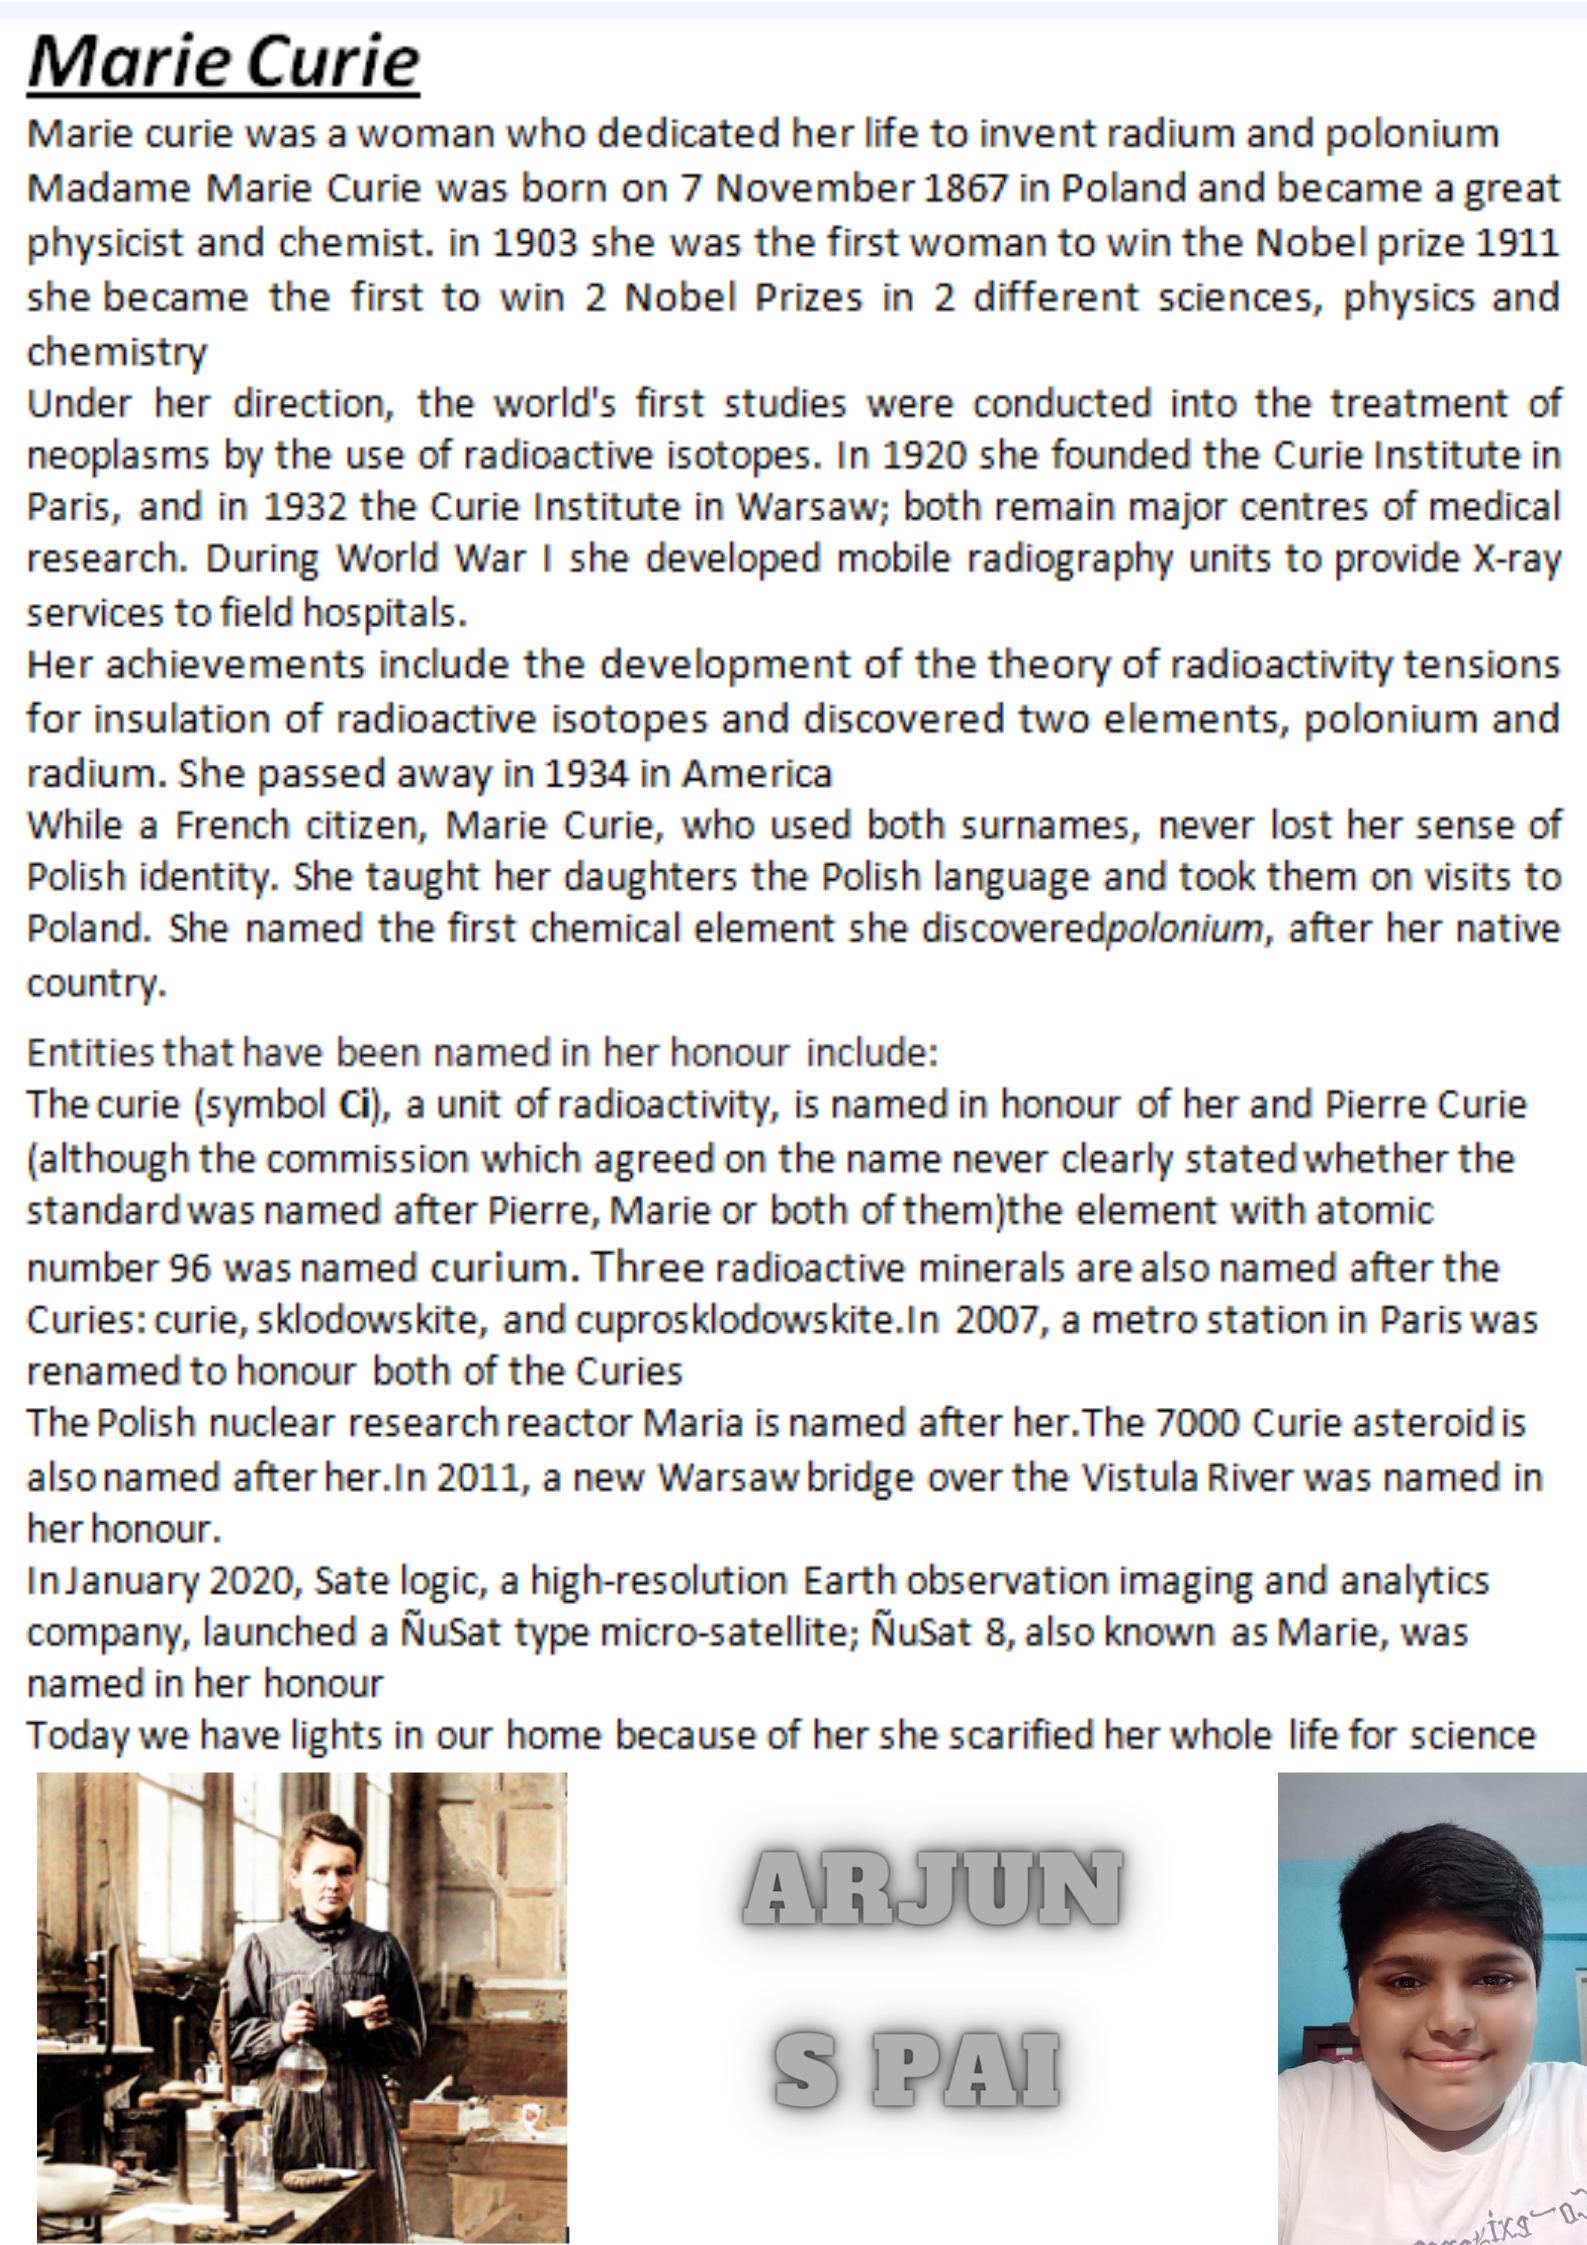 Marie Curie
Marie curie was a woman who dedicated her life to invent radium and polonium
Madame Marie Curie was born on 7 November 1867 in Poland and became a great
physicist and chemist. in 1903 she was the first woman to win the Nobel prize 1911
she became the first to win 2 Nobel Prizes in 2 different sciences, physics and
chemistry
Under her direction, the world's first studies were conducted into the treatment of
neoplasms by the use of radioactive isotopes. In 1920 she founded the Curie Institute in
Paris, and in 1932 the Curie Institute in Warsaw; both remain major centres of medical
research. During World War I she developed mobile radiography units to provide X-ray
services to field hospitals.
Her achievements include the development of the theory of radioactivity tensions
for insulation of radioactive isotopes and discovered two elements, polonium and
radium. She passed away in 1934 in America
While a French citizen, Marie Curie, who used both surnames, never lost her sense of
Polish identity. She taught her daughters the Polish language and took them on visits to
Poland. She named the first chemical element she discoveredpolonium, after her native
country.
Entities that have been named in her honour include:
The curie (symbol Ci), a unit of radioactivity, is named in honour of her and Pierre Curie
(although the commission which agreed on the name never clearly stated whether the
standard was named after Pierre, Marie or both of them)the element with atomic
number 96 was named curium. Three radioactive minerals are also named after the
Curies: curie, sklodowskite, and cuprosklodowskite.In 2007, a metro station in Paris was
renamed to honour both of the Curies
The Polish nuclear research reactor Maria is named after her.The 7000 Curie asteroid is
also named after her.In 2011, a new Warsaw bridge over the Vistula River was named in
her honour.
In January 2020, Sate logic, a high-resolution Earth observation imaging and analytics
company, launched a ÑuSat type micro-satellite; ÑuSat 8, also known as Marie, was
named in her honour
Today we have lights in our home because of her she scarified her whole life for science
ARJUN
S PAI